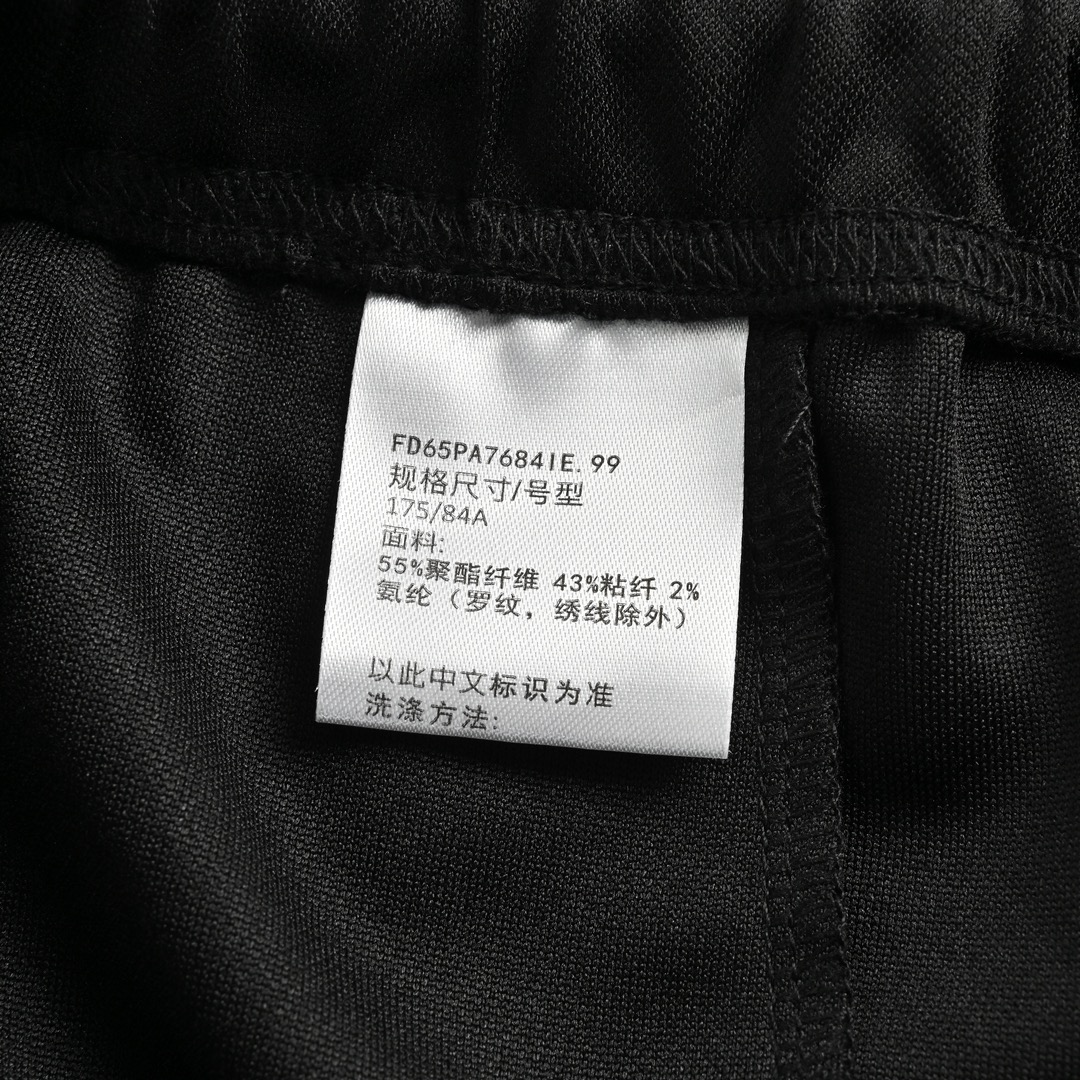 FD65PA7684IE.99
规格尺寸/号型
175/84A
面料:
55%聚酯纤维 43%粘纤 2%
氨纶（罗纹，绣线除外）
以此中文标识为准
洗涤方法: